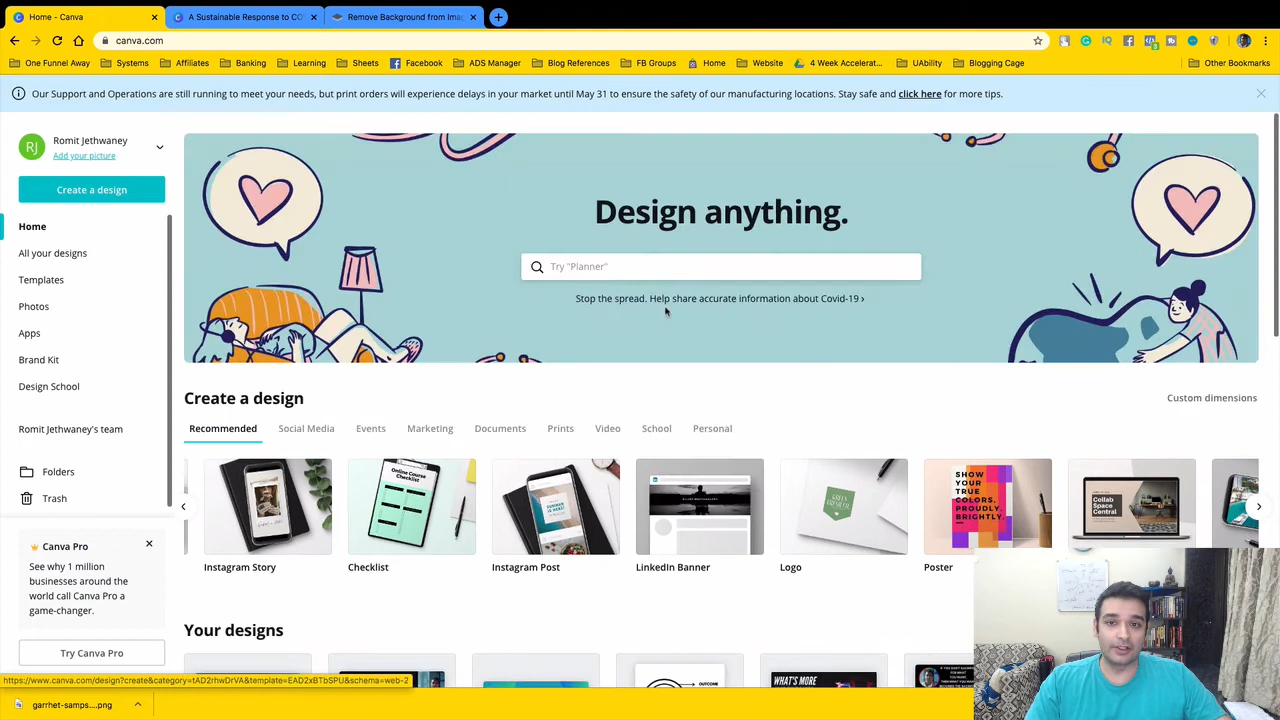 Home - Canva
A Sustainable Response to CO
Remove Background from Imag
canva.com
One Funnel Away
Systems
Affiliates
Banking
Learning
Sheets
Facebook
ADS Manager
Blog References
FB Groups
Home
Website
4 Week Accelerat...
UAbility
Blogging Cage
Other Bookmarks
Our Support and Operations are still running to meet your needs, but print orders will experience delays in your market until May 31 to ensure the safety of our manufacturing locations. Stay safe and click here for more tips.
RJ
Romit Jethwaney
Add your picture
Create a design
Home
All your designs
Templates
Photos
Apps
Brand Kit
Design School
Romit Jethwaney's team
Folders
Trash
Canva Pro
See why 1 million
businesses around the
world call Canva Pro a
game-changer.
Try Canva Pro
Design anything.
Try "Planner"
Stop the spread. Help share accurate information about Covid-19 ›
Create a design
Custom dimensions
Recommended
Social Media
Events
Marketing
Documents
Prints
Video
School
Personal
Online Course
Checklist
SUMMER
IS HERE!
GREEN
SHOW
YOUR
TRUE
COLORS.
PROUDLY.
BRIGHTLY.
Collab
Space
Central
Instagram Story
Checklist
Instagram Post
LinkedIn Banner
Logo
Poster
Your designs
OUTCOME
WHAT'S MORE
https://www.canva.com/design?create&category=tAD2rhwDrVA&template=EAD2xBTbSPU&schema=web-2
garrhet-samps....png